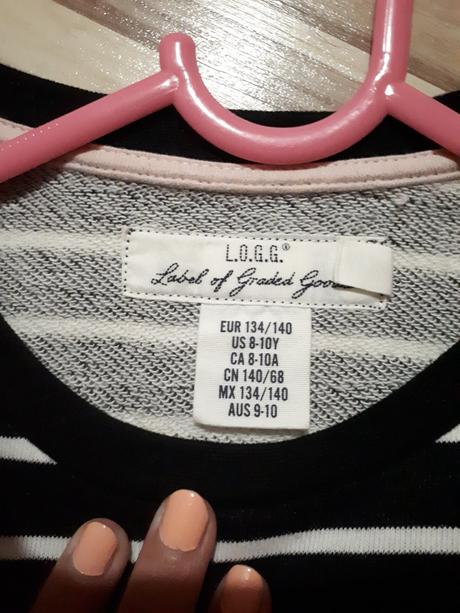 L.O.G.G.®
Label of Graded
EUR 134/140
US 8-10Y
CA 8-10A
CN 140/68
MX 134/140
AUS 9-10